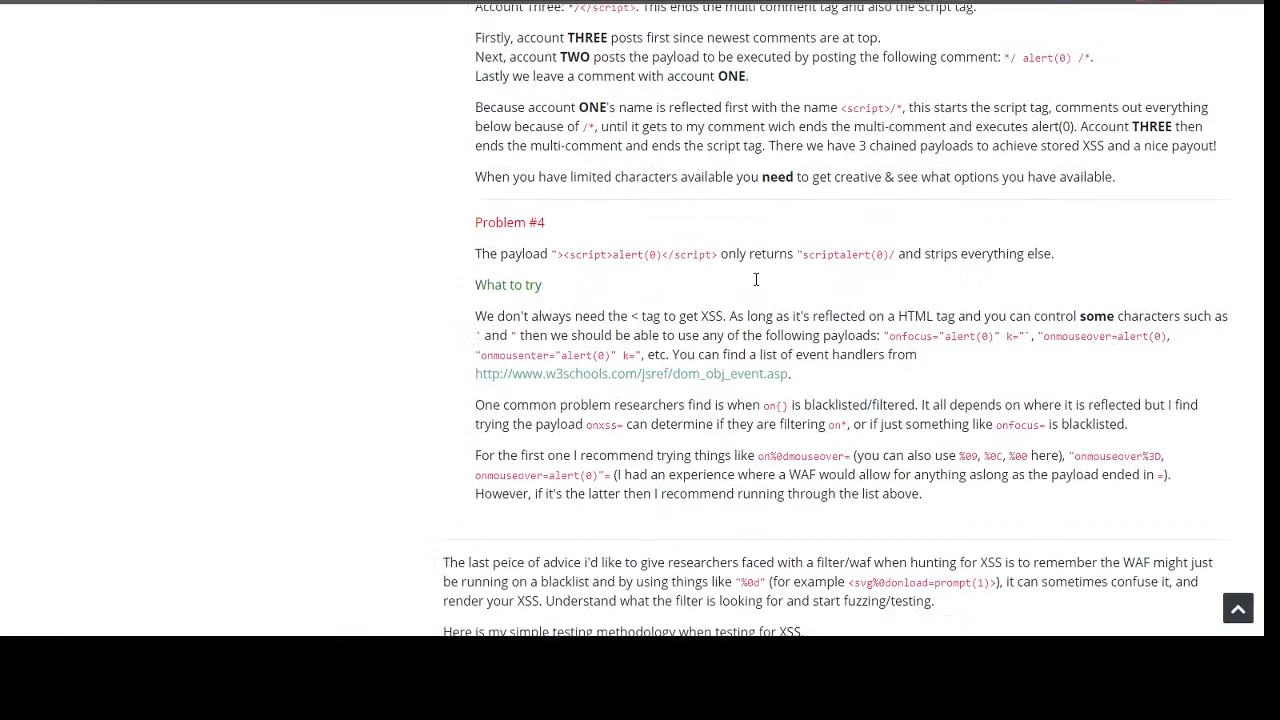 Account Three: */</script>. This ends the multi comment tag and also the script tag.
Firstly, account THREE posts first since newest comments are at top.
Next, account TWO posts the payload to be executed by posting the following comment: */ alert(0) /*.
Lastly we leave a comment with account ONE.
Because account ONE's name is reflected first with the name <script>/*, this starts the script tag, comments out everything
below because of /*, until it gets to my comment wich ends the multi-comment and executes alert(0). Account THREE then
ends the multi-comment and ends the script tag. There we have 3 chained payloads to achieve stored XSS and a nice payout!
When you have limited characters available you need to get creative & see what options you have available.
Problem #4
The payload "><script>alert(0)</script> only returns "scriptalert(0)/ and strips everything else.
What to try
We don't always need the < tag to get XSS. As long as it's reflected on a HTML tag and you can control some characters such as
' and " then we should be able to use any of the following payloads: "onfocus="alert(0)" k="`, "onmouseover=alert(0),
"onmousenter="alert(0)" k=", etc. You can find a list of event handlers from
http://www.w3schools.com/jsref/dom_obj_event.asp.
One common problem researchers find is when on{} is blacklisted/filtered. It all depends on where it is reflected but I find
trying the payload onxss= can determine if they are filtering on*, or if just something like onfocus= is blacklisted.
For the first one I recommend trying things like on%0dmouseover= (you can also use %09, %0C, %00 here), "onmouseover%3D,
onmouseover=alert(0)"= (I had an experience where a WAF would allow for anything aslong as the payload ended in =).
However, if it's the latter then I recommend running through the list above.
The last peice of advice i'd like to give researchers faced with a filter/waf when hunting for XSS is to remember the WAF might just
be running on a blacklist and by using things like "%0d" (for example <svg%0donload=prompt(1)>), it can sometimes confuse it, and
render your XSS. Understand what the filter is looking for and start fuzzing/testing.
Here is my simple testing methodology when testing for XSS.